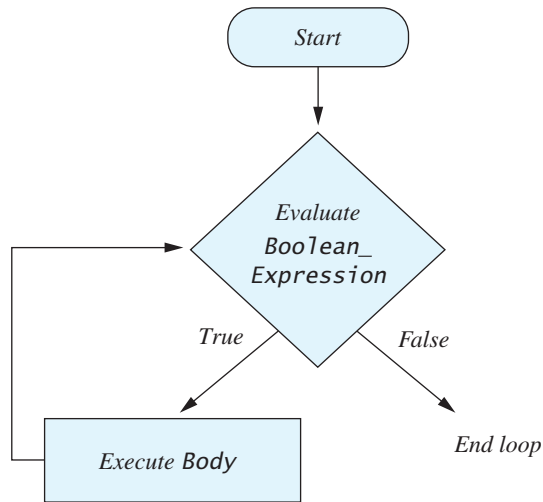 Start
Evaluate
Boolean_
Expression
True
False
Execute Body
End loop